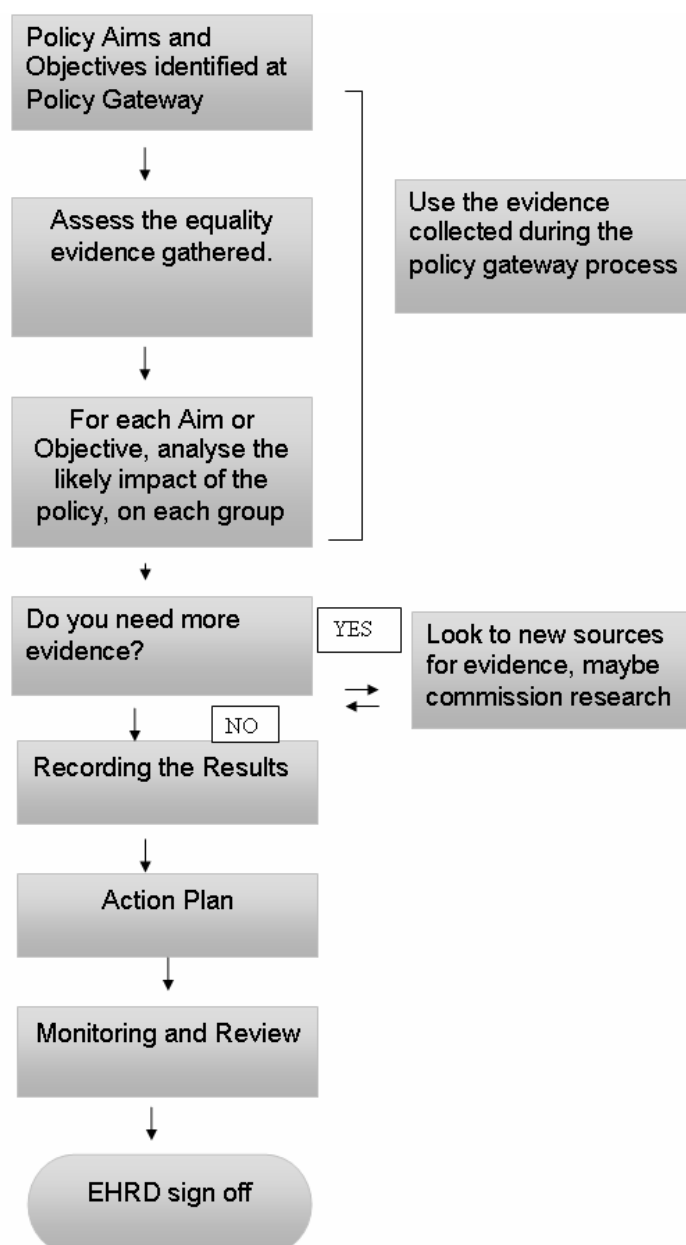 Policy Aims and
Objectives identified at
Policy Gateway
Assess the equality
evidence gathered.
Use the evidence
collected during the
policy gateway process
For each Aim or
Objective, analyse the
likely impact of the
policy, on each group
Do you need more
evidence?
YES
Look to new sources
for evidence, maybe
commission research
NO
Recording the Results
Action Plan
Monitoring and Review
EHRD sign off